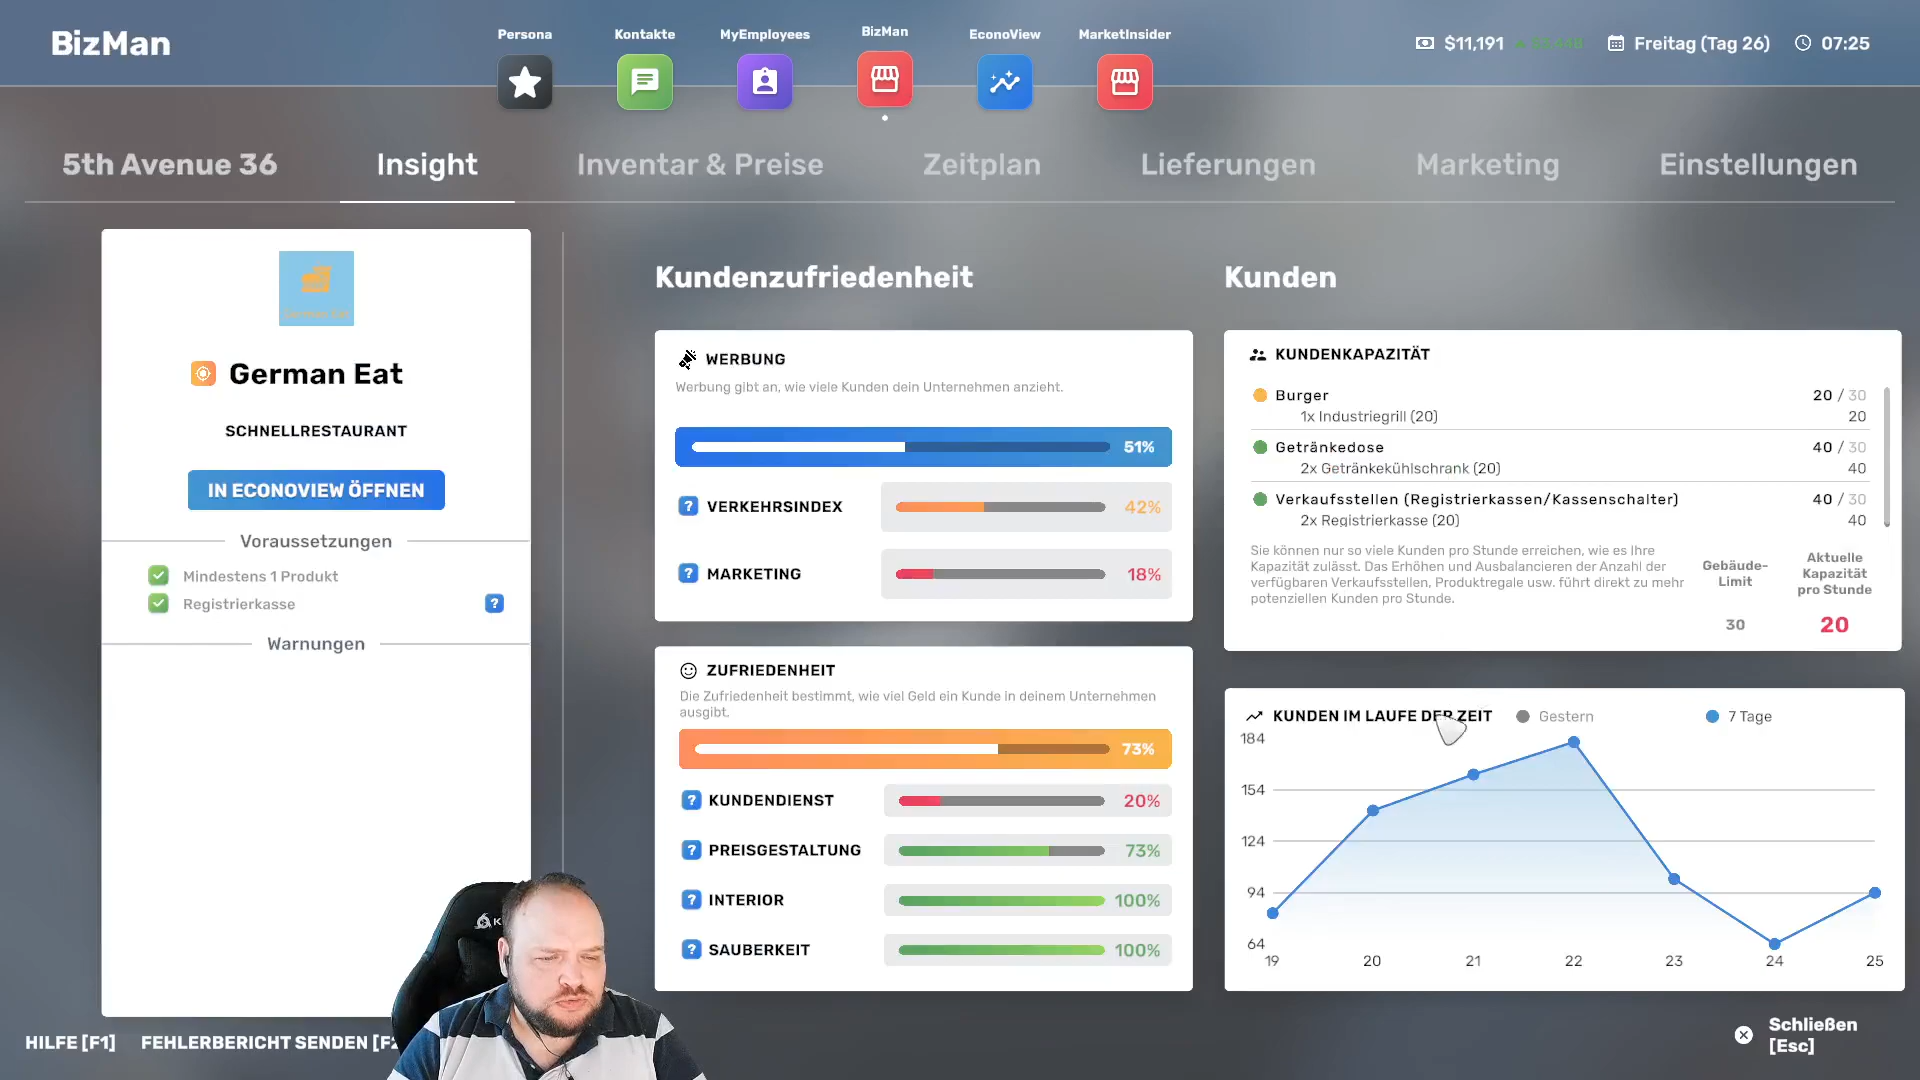 BizMan
Persona
Kontakte
MyEmployees
BizMan
EconoView
MarketInsider
$11,191
Freitag (Tag 26)
07:25
5th Avenue 36
Insight
Inventar & Preise
Zeitplan
Lieferungen
Marketing
Einstellungen
German Eat
SCHNELLRESTAURANT
IN ECONOVIEW ÖFFNEN
Voraussetzungen
Mindestens 1 Produkt
Registrierkasse
?
Warnungen
Kundenzufriedenheit
WERBUNG
Werbung gibt an, wie viele Kunden dein Unternehmen anzieht.
51%
? VERKEHRSINDEX 42%
? MARKETING 18%
ZUFRIEDENHEIT
Die Zufriedenheit bestimmt, wie viel Geld ein Kunde in deinem Unternehmen
ausgibt.
73%
? KUNDENDIENST 20%
? PREISGESTALTUNG 73%
? INTERIOR 100%
? SAUBERKEIT 100%
Kunden
KUNDENKAPAZITÄT
Burger 20 / 30
1x Industriegrill (20) 20
Getränkedose 40 / 30
2x Getränkekühlschrank (20) 40
Verkaufsstellen (Registrierkassen/Kassenschalter) 40 / 30
2x Registrierkasse (20) 40
Sie können nur so viele Kunden pro Stunde erreichen, wie es Ihre
Kapazität zulässt. Das Erhöhen und Ausbalancieren der Anzahl der
verfügbaren Verkaufsstellen, Produktregale usw. führt direkt zu mehr
potenziellen Kunden pro Stunde.
Gebäude-
Limit
30
Aktuelle
Kapazität
pro Stunde
20
KUNDEN IM LAUFE DER ZEIT
Gestern
7 Tage
184
154
124
94
64
19 20 21 22 23 24 25
HILFE [F1]
FEHLERBERICHT SENDEN
Schließen
[Esc]